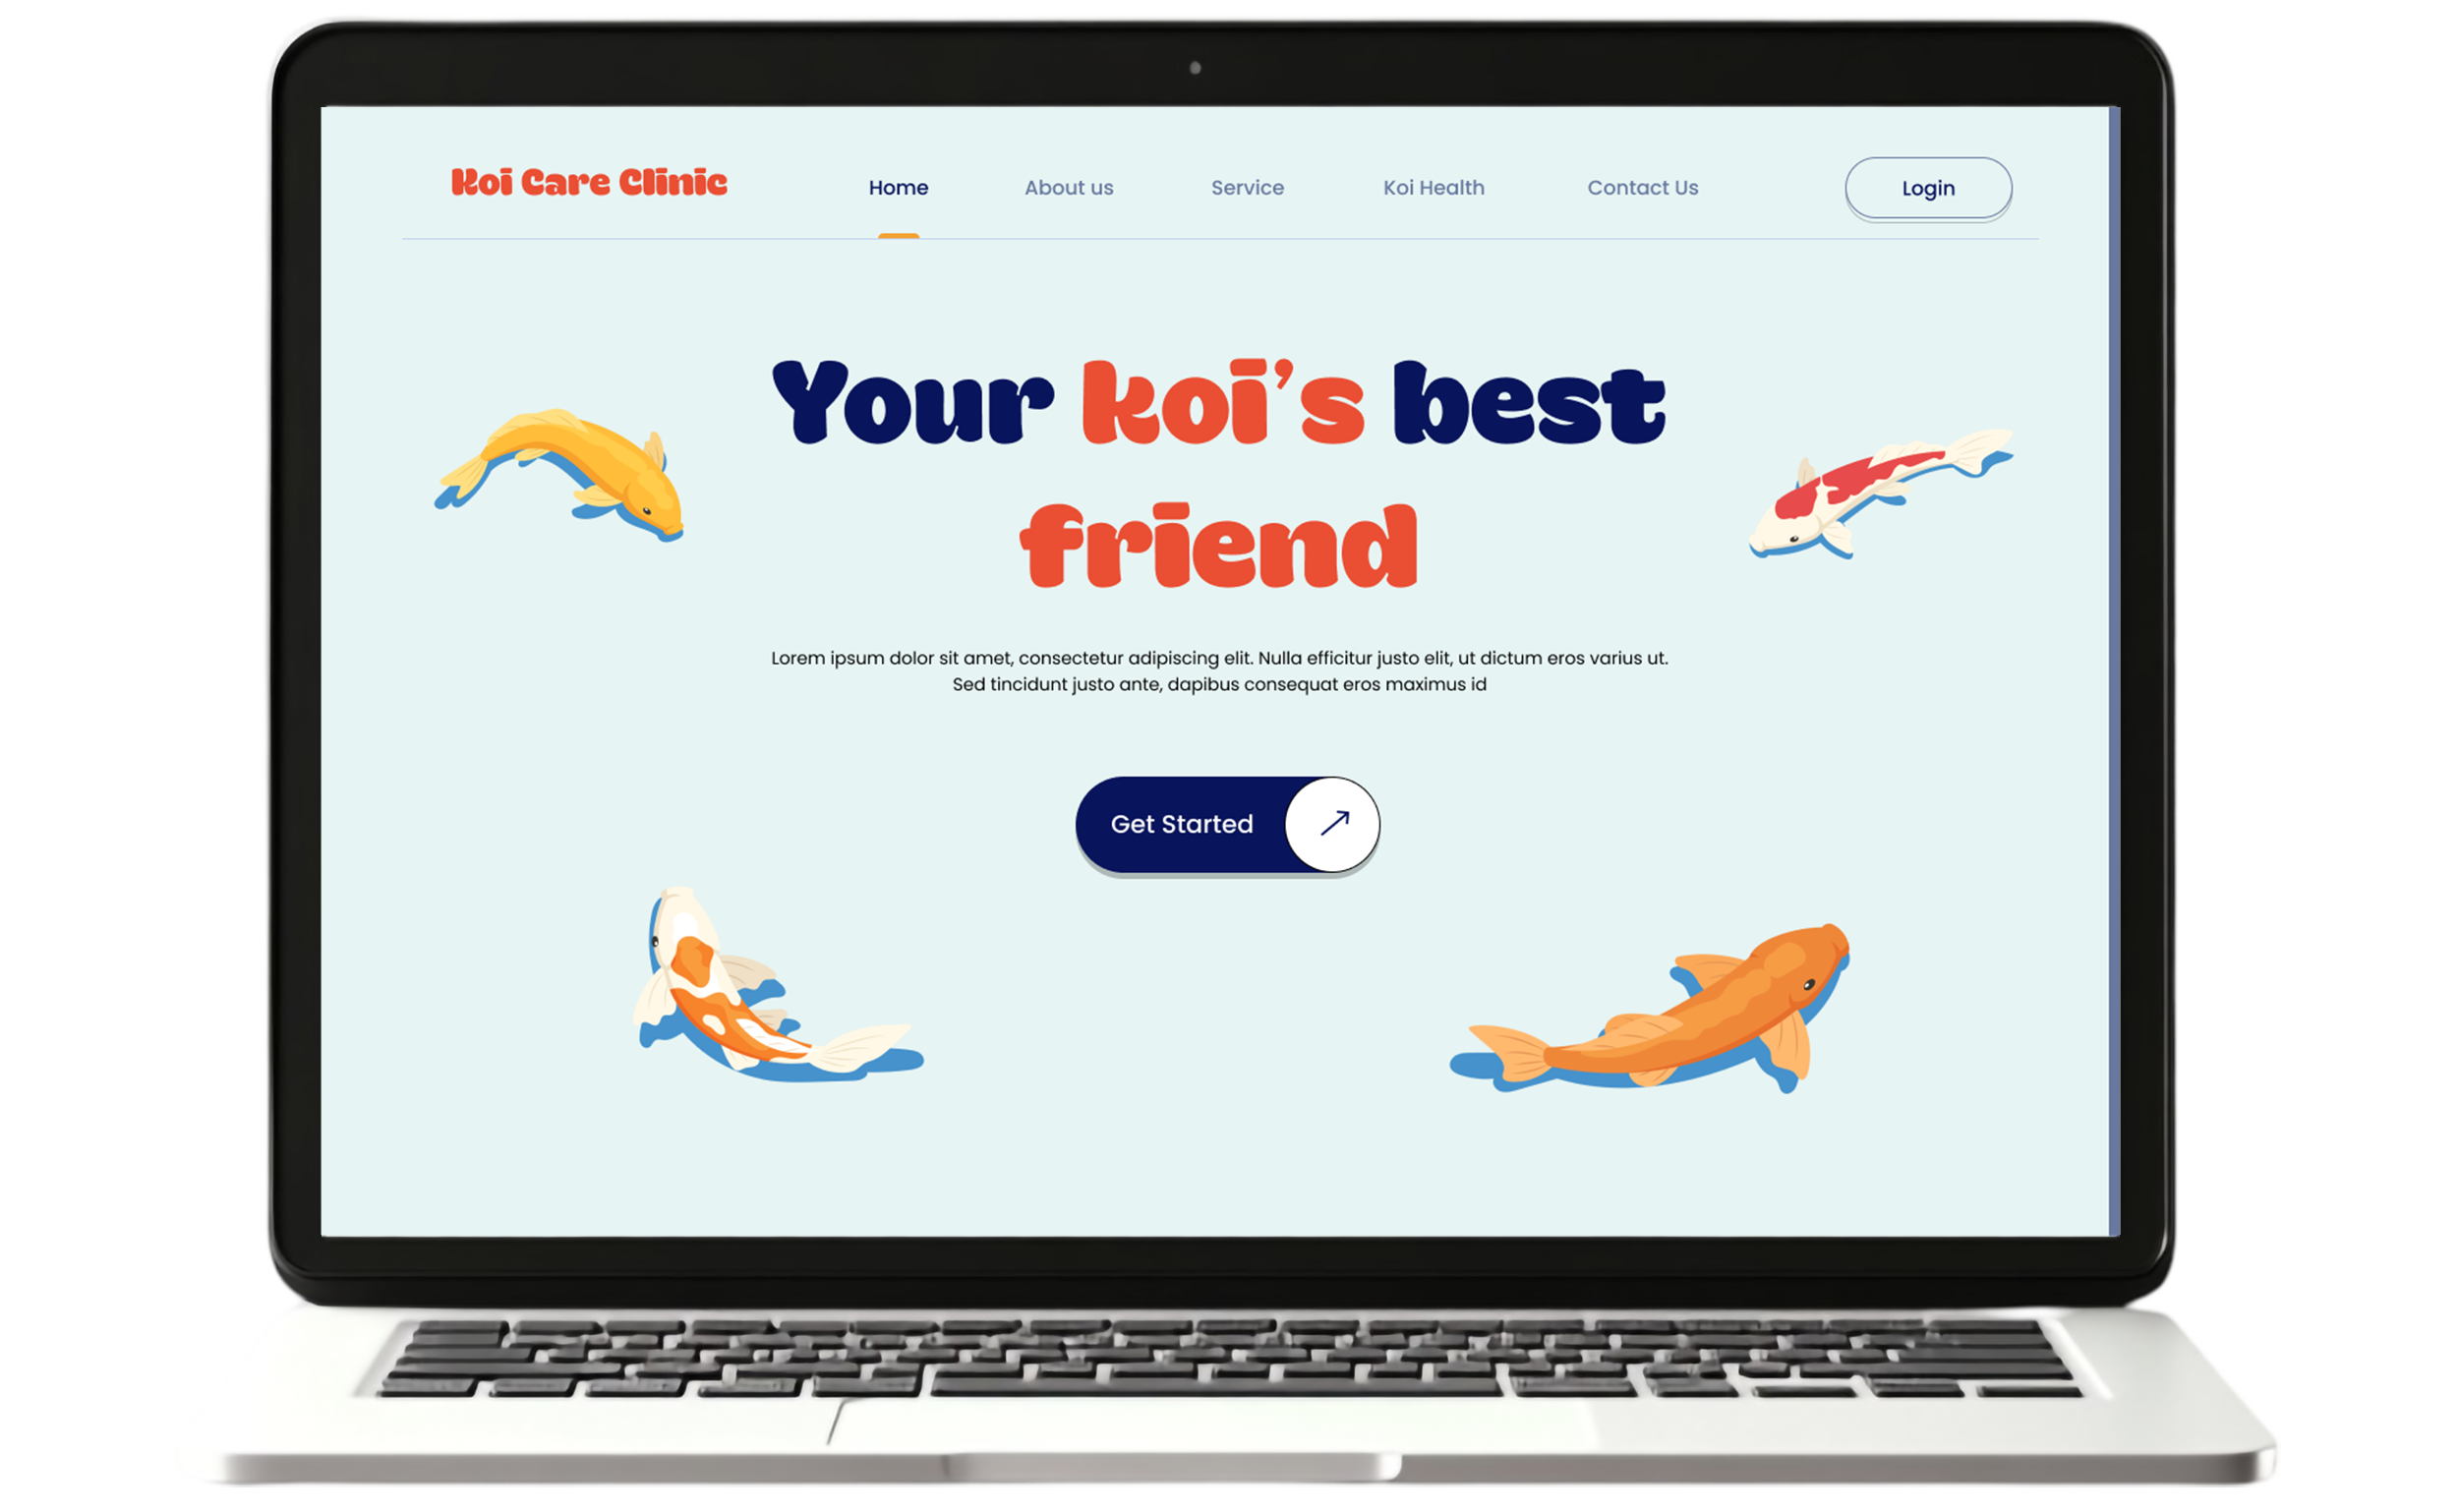 Koi Care Clinic
Home About us Service Koi Health Contact Us Login
Your koi's best
friend
Lorem ipsum dolor sit amet, consectetur adipiscing elit. Nulla efficitur justo elit, ut dictum eros varius ut.
Sed tincidunt justo ante, dapibus consequat eros maximus id
Get Started